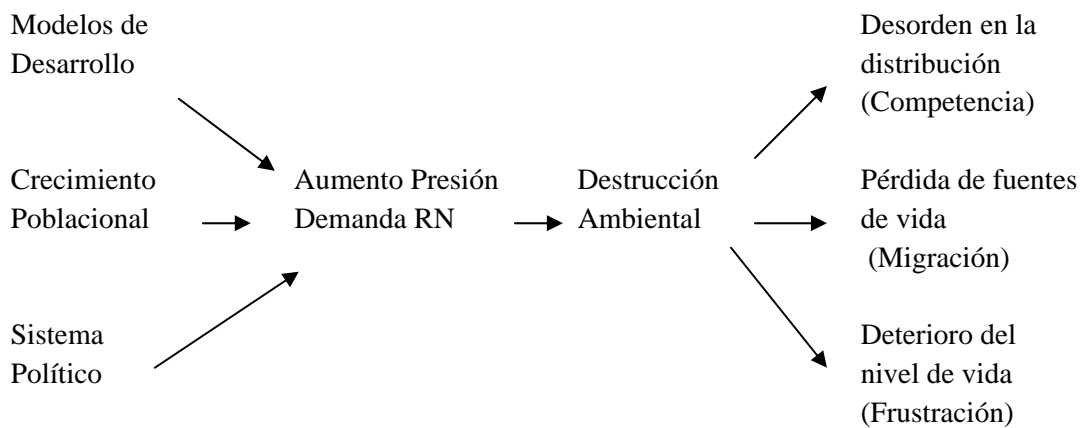 Modelos de
Desarrollo
Crecimiento
Poblacional
Sistema
Político
Aumento Presión
Demanda RN
Destrucción
Ambiental
Desorden en la
distribución
(Competencia)
Pérdida de fuentes
de vida
(Migración)
Deterioro del
nivel de vida
(Frustración)